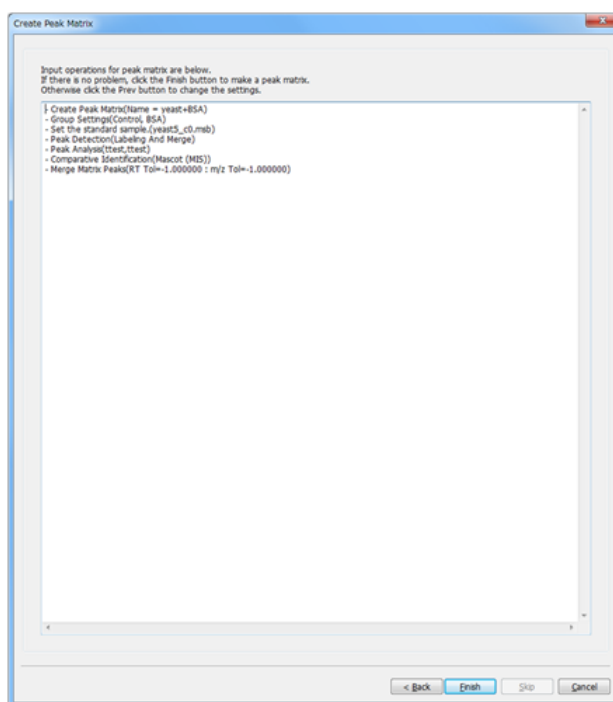 Create Peak Matrix
Input operations for peak matrix are below.
If there is no problem, click the Finish button to make a peak matrix.
Otherwise click the Prev button to change the settings.
- Create Peak Matrix(Name = yeast+BSA)
- Group Settings(Control, BSA)
- Set the standard sample.(yeast5_c0.msb)
- Peak Detection(Labeling And Merge)
- Peak Analysis(ttest,ttest)
- Comparative Identification(Mascot (MIS))
- Merge Matrix Peaks(RT Tol=-1.000000 : m/z Tol=-1.000000)
< Back Finish Skip Cancel